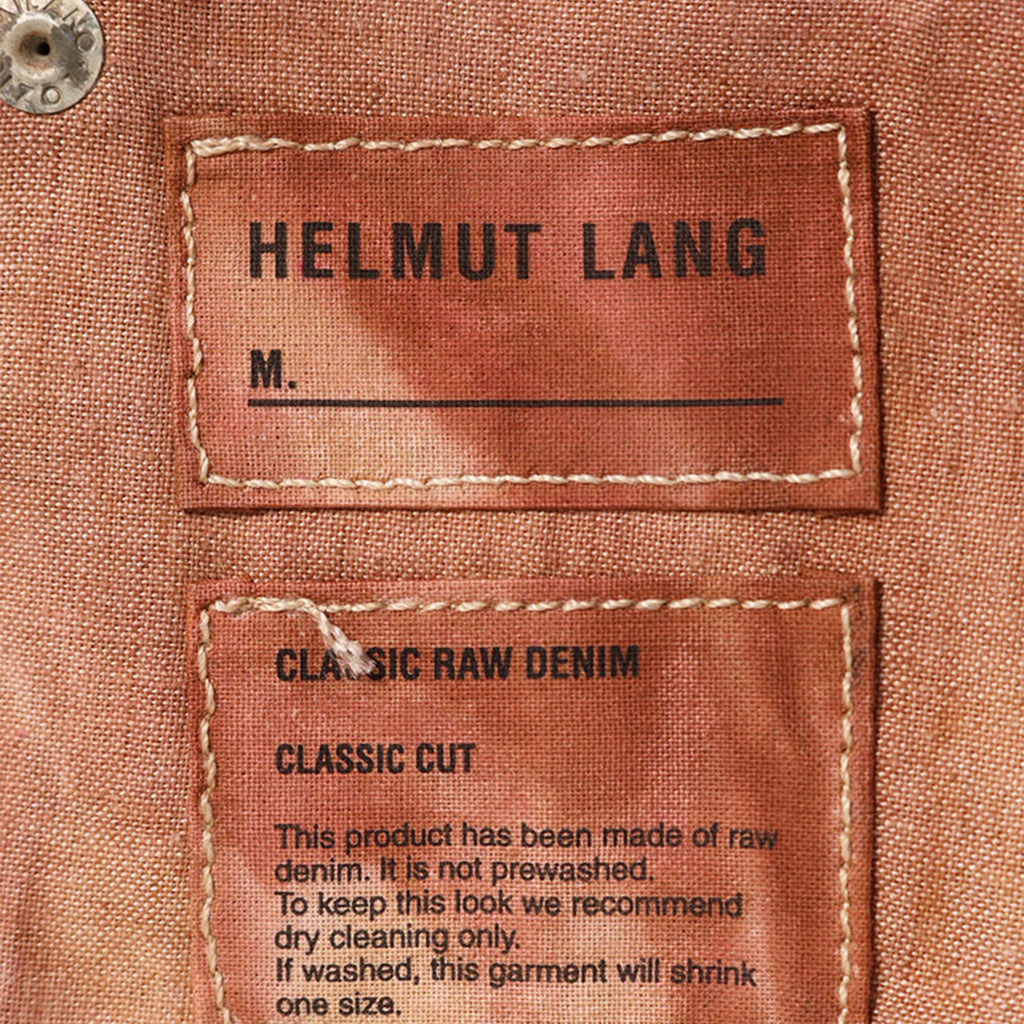 HELMUT LANG
M.
CLASSIC RAW DENIM
CLASSIC CUT
This product has been made of raw
denim. It is not prewashed.
To keep this look we recommend
dry cleaning only.
If washed, this garment will shrink
one size.